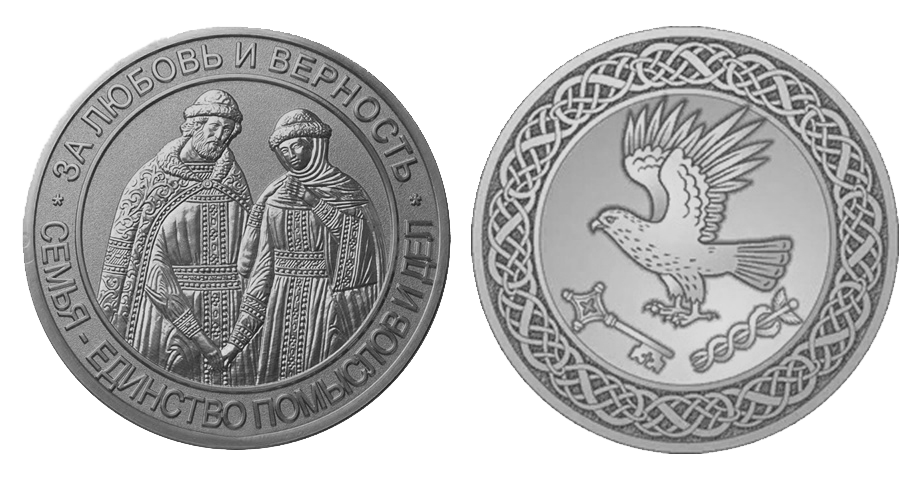 * ЗА ЛЮБОВЬ И ВЕРНОСТЬ *
СЕМЬЯ - ЕДИНСТВО ПОМЫСЛОВ И ДЕЛ